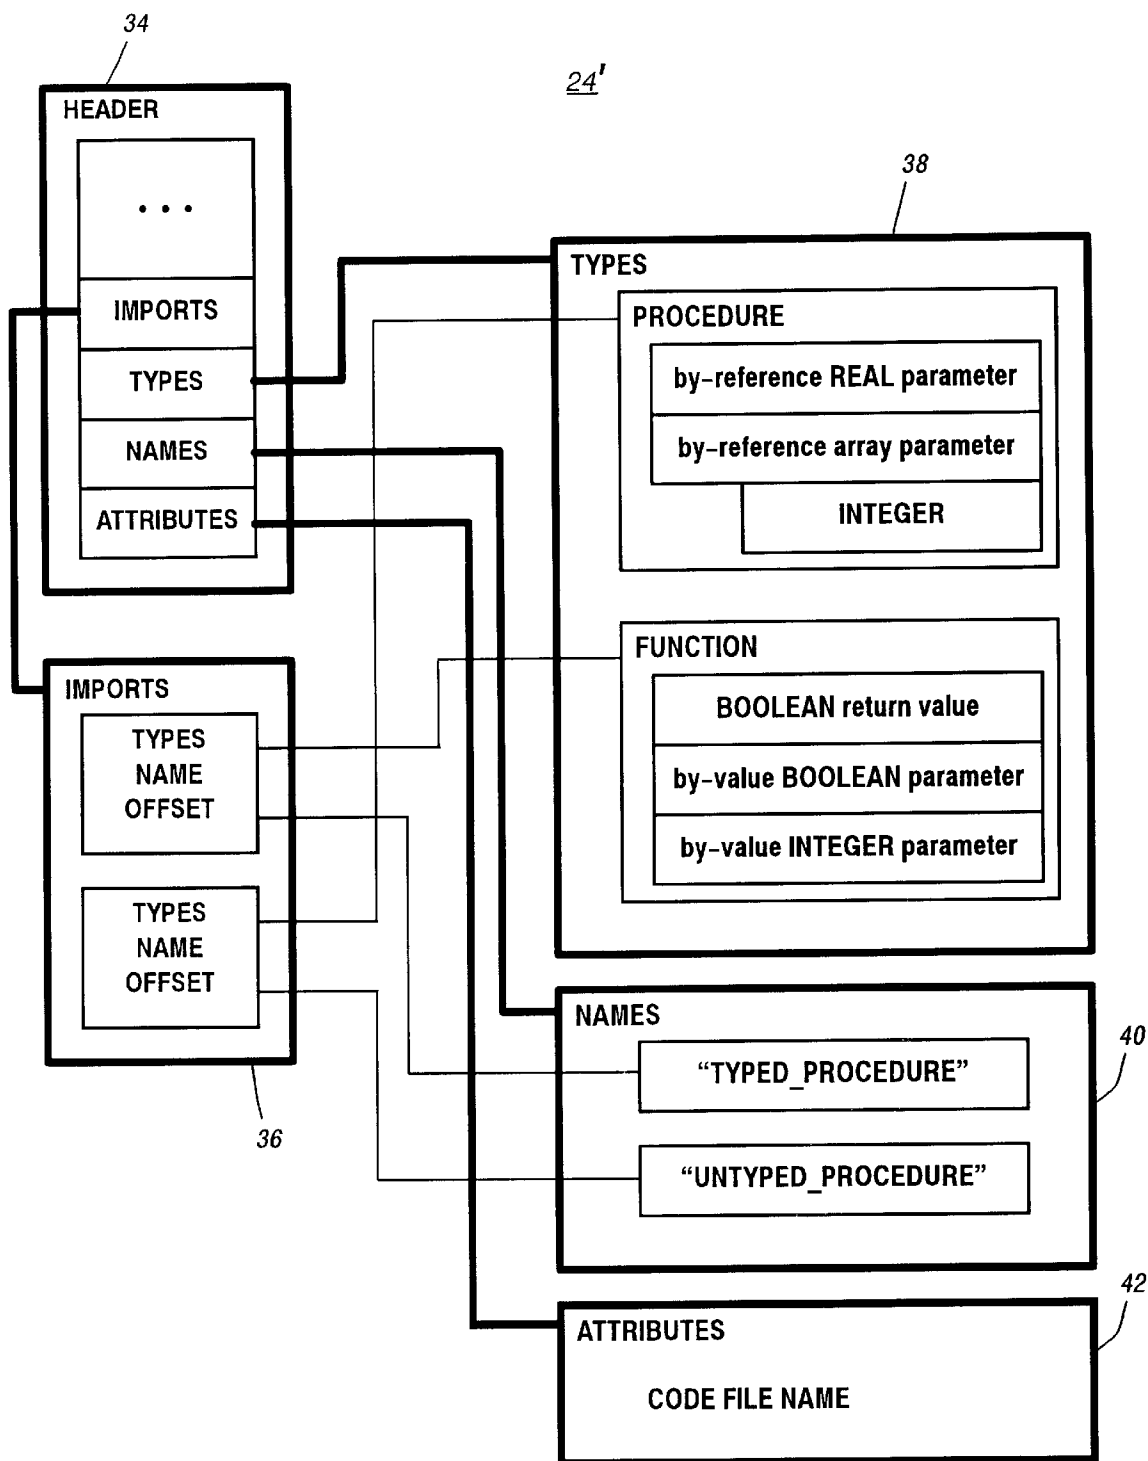 34
24'
HEADER
. . .
IMPORTS
TYPES
NAMES
ATTRIBUTES
IMPORTS
TYPES
NAME
OFFSET
TYPES
NAME
OFFSET
36
38
TYPES
PROCEDURE
by-reference REAL parameter
by-reference array parameter
INTEGER
FUNCTION
BOOLEAN return value
by-value BOOLEAN parameter
by-value INTEGER parameter
NAMES
40
“TYPED_PROCEDURE”
“UNTYPED_PROCEDURE”
42
ATTRIBUTES
CODE FILE NAME